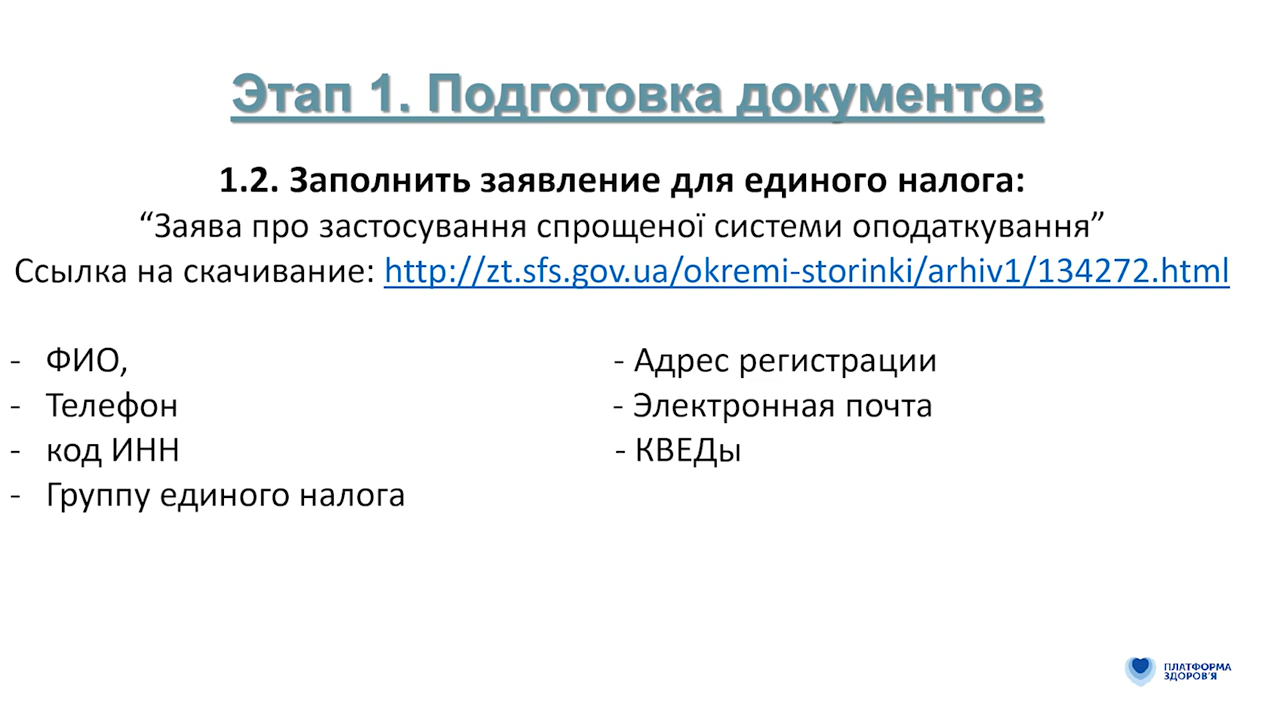 Этап 1. Подготовка документов
1.2. Заполнить заявление для единого налога:
“Заява про застосування спрощеної системи оподаткування”
Ссылка на скачивание: http://zt.sfs.gov.ua/okremi-storinki/arhiv1/134272.html
- ФИО,
- Телефон
- код ИНН
- Группу единого налога
- Адрес регистрации
- Электронная почта
- КВЕДы
ПЛАТФОРМА
ЗДОРОВ'Я